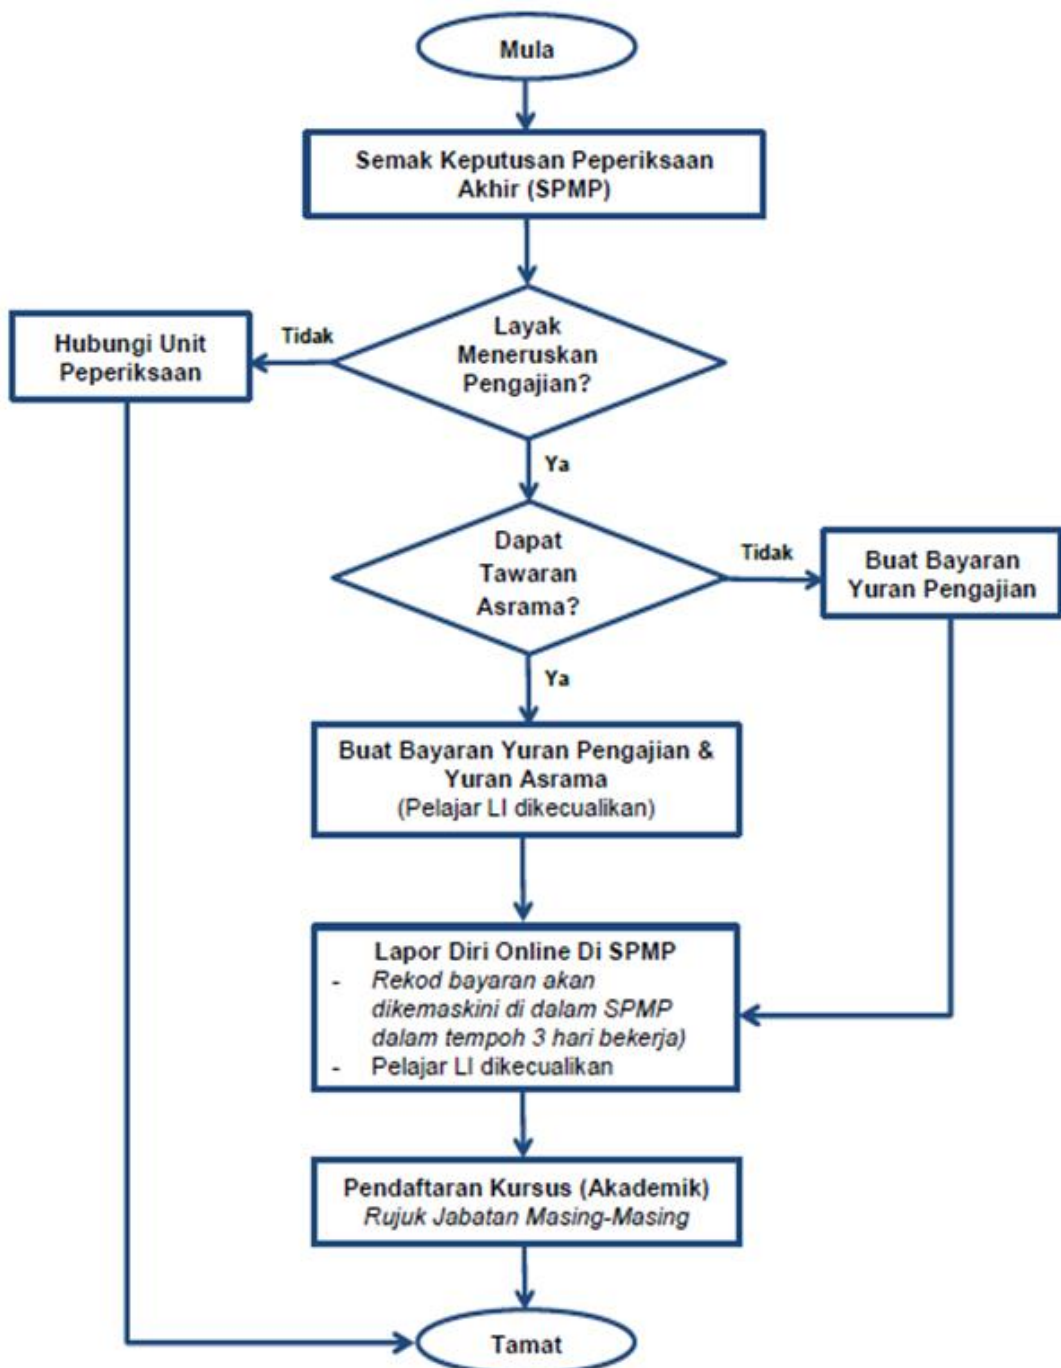 Mula
Semak Keputusan Peperiksaan
Akhir (SPMP)
Layak
Meneruskan
Pengajian?
Tidak
Hubungi Unit
Peperiksaan
Ya
Dapat
Tawaran
Asrama?
Tidak
Buat Bayaran
Yuran Pengajian
Ya
Buat Bayaran Yuran Pengajian &
Yuran Asrama
(Pelajar LI dikecualikan)
Lapor Diri Online Di SPMP
- Rekod bayaran akan
dikemaskini di dalam SPMP
dalam tempoh 3 hari bekerja)
- Pelajar LI dikecualikan
Pendaftaran Kursus (Akademik)
Rujuk Jabatan Masing-Masing
Tamat